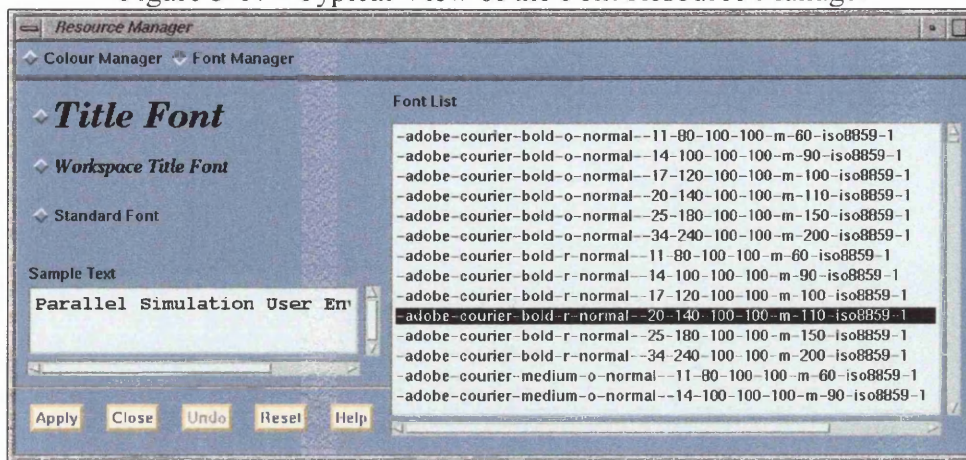 Resource Manager
Colour Manager Font Manager
Title Font
Workspace Title Font
Standard Font
Sample Text
Parallel Simulation User
Font List
-adobe-courier-bold-o-normal--11-80-100-100-m-60-iso8859-1
-adobe-courier-bold-o-normal--14-100-100-100-m-90-iso8859-1
-adobe-courier-bold-o-normal--17-120-100-100-m-100-iso8859-1
-adobe-courier-bold-o-normal--20-140-100-100-m-110-iso8859-1
-adobe-courier-bold-o-normal--25-180-100-100-m-150-iso8859-1
-adobe-courier-bold-o-normal--34-240-100-100-m-200-iso8859-1
-adobe-courier-bold-r-normal--11-80-100-100-m-60-iso8859-1
-adobe-courier-bold-r-normal--14-100-100-100-m-90-iso8859-1
-adobe-courier-bold-r-normal--17-120-100-100-m-100-iso8859-1
-adobe-courier-bold-r-normal--20-140-100-100-m-110-iso8859-1
-adobe-courier-bold-r-normal--25-180-100-100-m-150-iso8859-1
-adobe-courier-bold-r-normal--34-240-100-100-m-200-iso8859-1
-adobe-courier-medium-o-normal--11-80-100-100-m-60-iso8859-1
-adobe-courier-medium-o-normal--14-100-100-100-m-90-iso8859-1
Apply Close Undo Reset Help